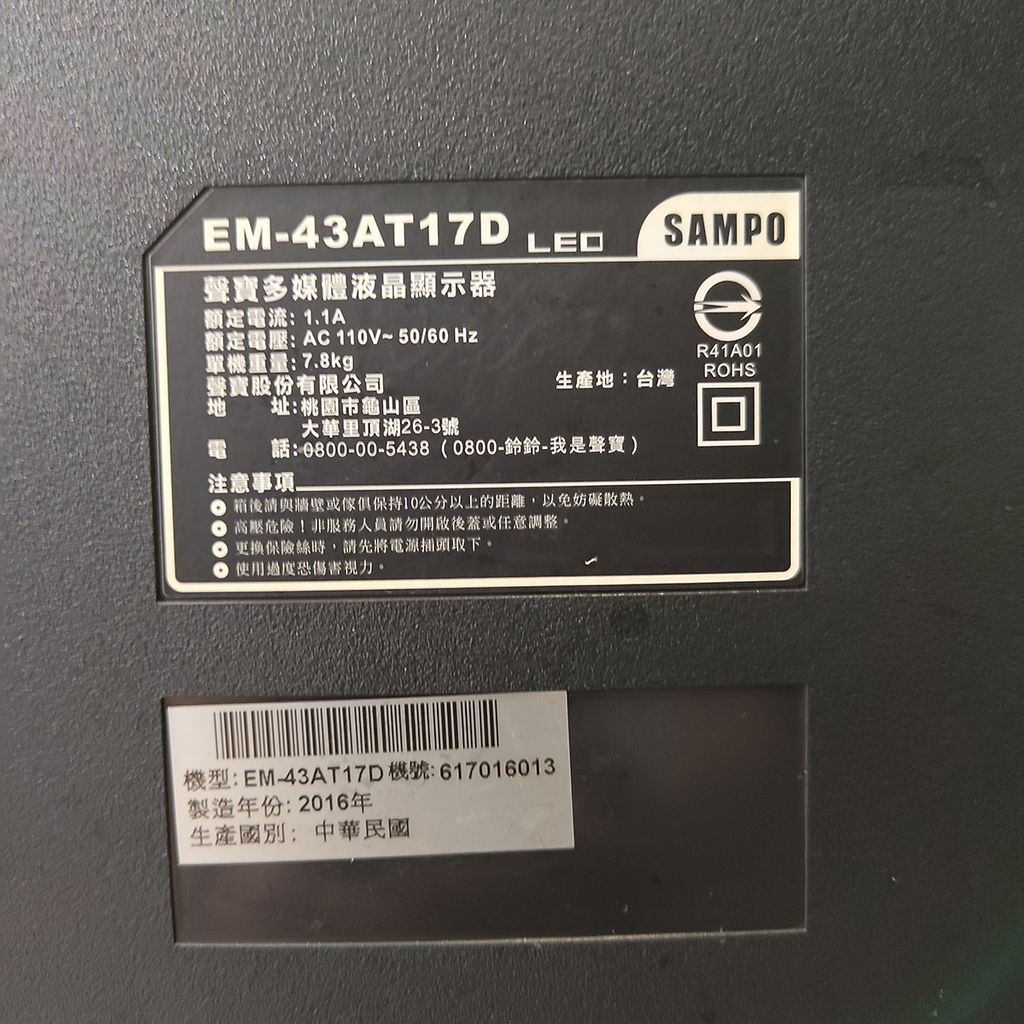 EM-43AT17D LED SAMPO
聲寶多媒體液晶顯示器
額定電流: 1.1A
額定電壓: AC 110V~ 50/60 Hz
單機重量: 7.8kg
聲寶股份有限公司
生產地：台灣
R41A01
ROHS
地 址: 桃園市龜山區
大華里頂湖26-3號
電 話: 0800-00-5438 (0800-鈴鈴-我是聲寶)
注意事項
箱後請與牆壁或傢俱保持10公分以上的距離，以免妨礙散熱。
高壓危險！非服務人員請勿開啟後蓋或任意調整。
更換保險絲時，請先將電源插頭取下。
使用過度恐傷害視力。
機型: EM-43AT17D 機號: 617016013
製造年份: 2016年
生產國別: 中華民國